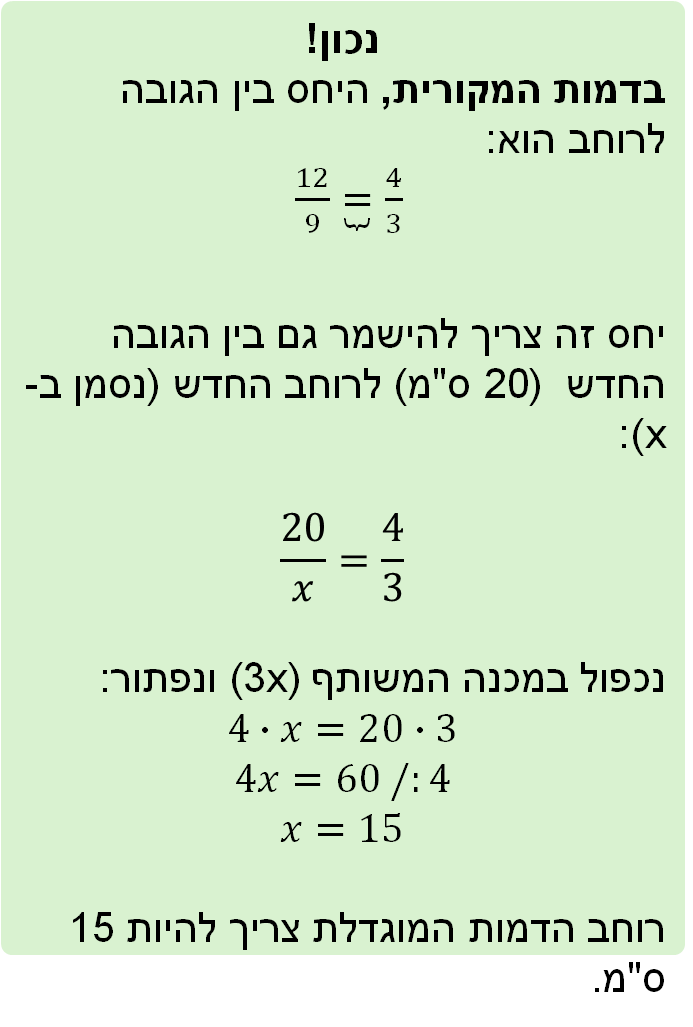 נכון!
בדמות המקורית, היחס בין הגובה
לרוחב הוא:
12/9 = 4/3
יחס זה צריך להישמר גם בין הגובה
החדש (20 ס"מ) לרוחב החדש (נסמן ב-
x):
20/x = 4/3
נכפול במכנה המשותף (3x) ונפתור:
4 · x = 20 · 3
4x = 60 /: 4
x = 15
רוחב הדמות המוגדלת צריך להיות 15
ס"מ.